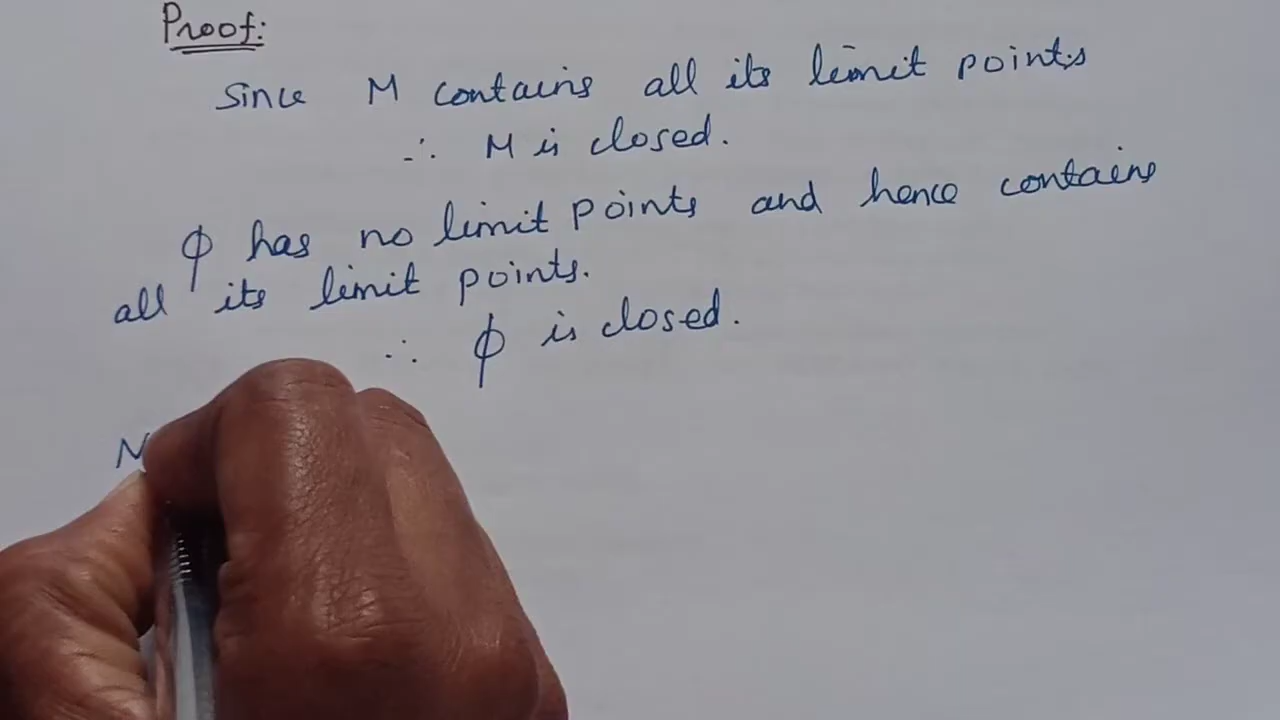 Proof:
Since M contains all its limit points
∴ M is closed.
ϕ has no limit points and hence contains
all its limit points.
∴ ϕ is closed.